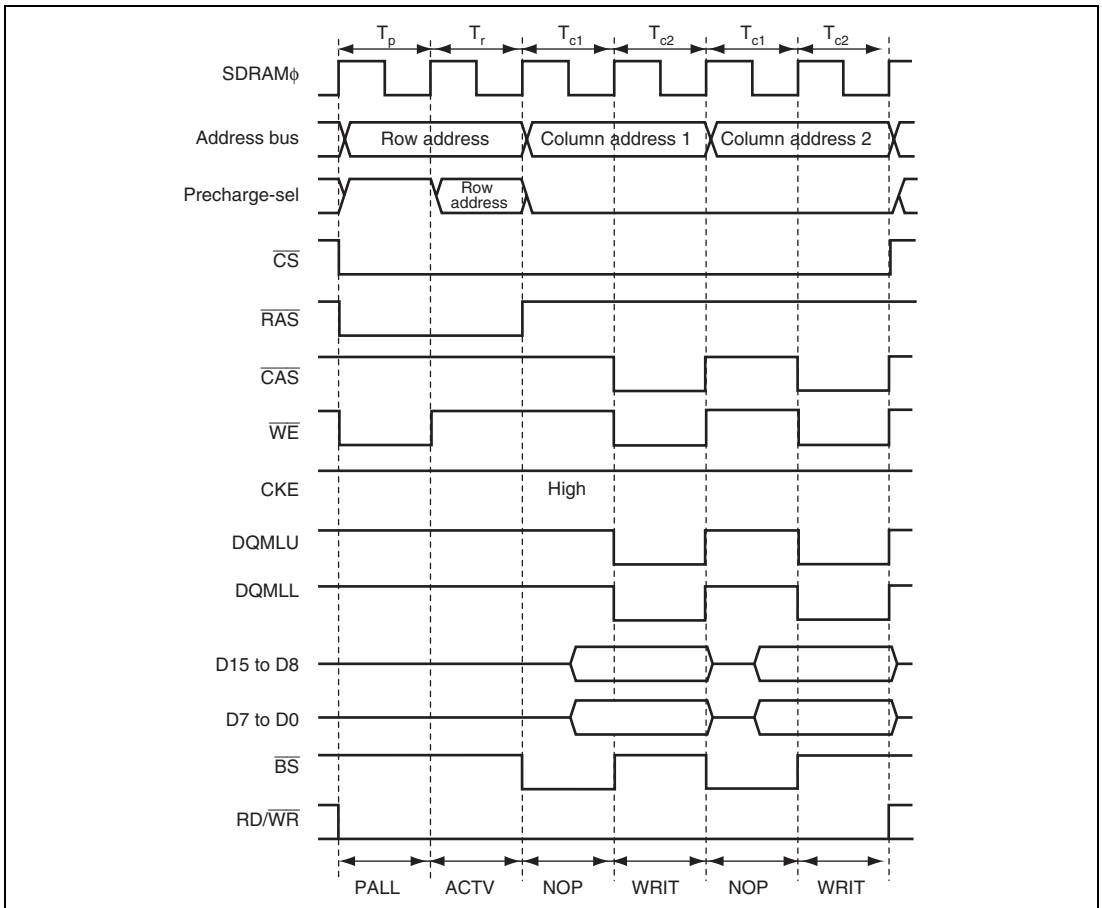 Tp Tr Tc1 Tc2 Tc1 Tc2
SDRAMϕ
Address bus Row address Column address 1 Column address 2
Precharge-sel Row address
CS
RAS
CAS
WE
CKE High
DQMLU
DQMLL
D15 to D8
D7 to D0
BS
RD/WR
PALL ACTV NOP WRIT NOP WRIT